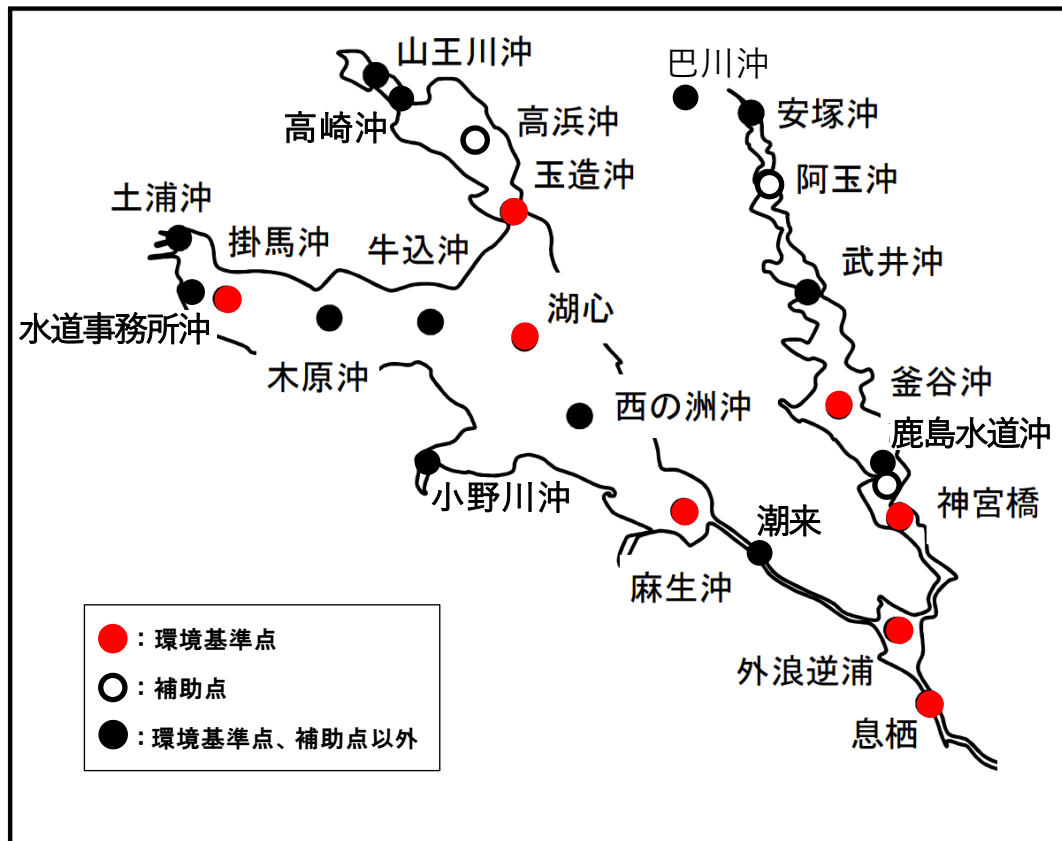 山王川沖
巴川沖
高崎沖
高浜沖
安塚沖
玉造沖
阿玉沖
土浦沖
掛馬沖
牛込沖
武井沖
湖心
水道事務所沖
木原沖
釜谷沖
西の洲沖
鹿島水道沖
小野川沖
神宮橋
潮来
麻生沖
外浪逆浦
息栖
：環境基準点
：補助点
：環境基準点、補助点以外